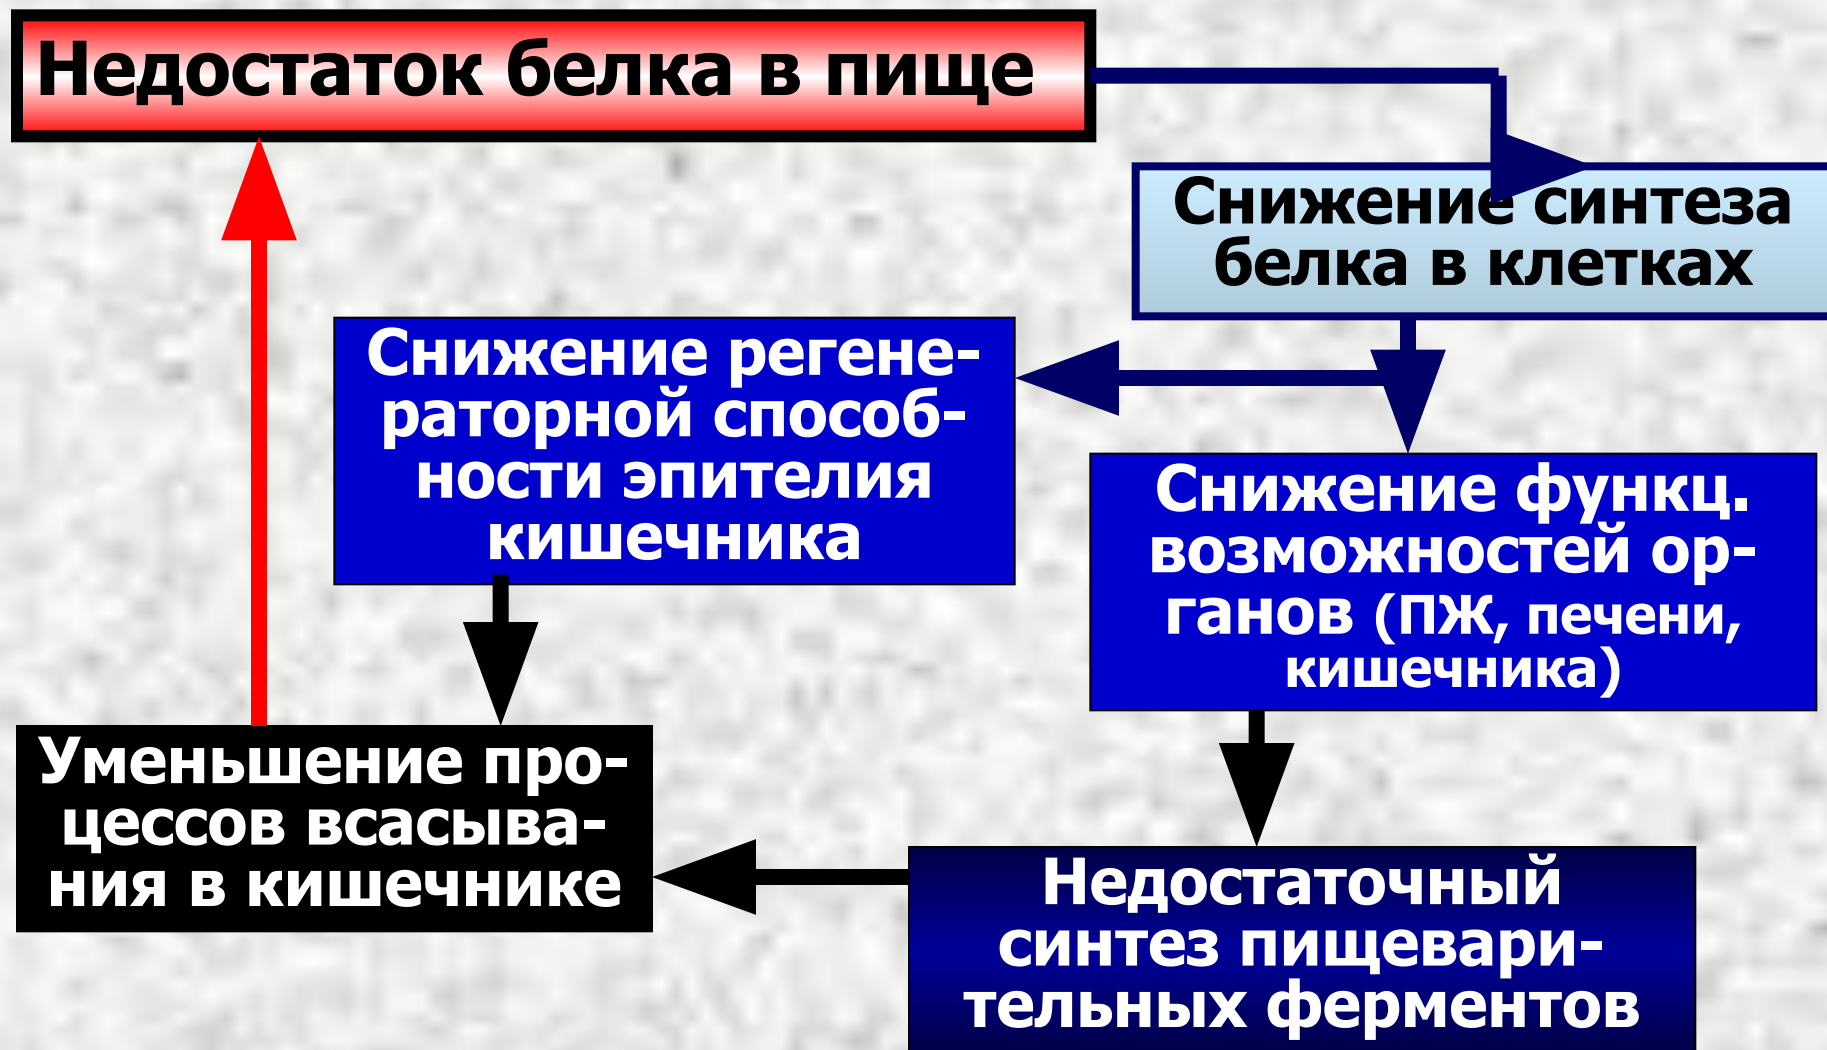 Недостаток белка в пище
Снижение синтеза
белка в клетках
Снижение регене-
раторной способ-
ности эпителия
кишечника
Снижение функц.
возможностей ор-
ганов (ПЖ, печени,
кишечника)
Уменьшение про-
цессов всасыва-
ния в кишечнике
Недостаточный
синтез пищевари-
тельных ферментов